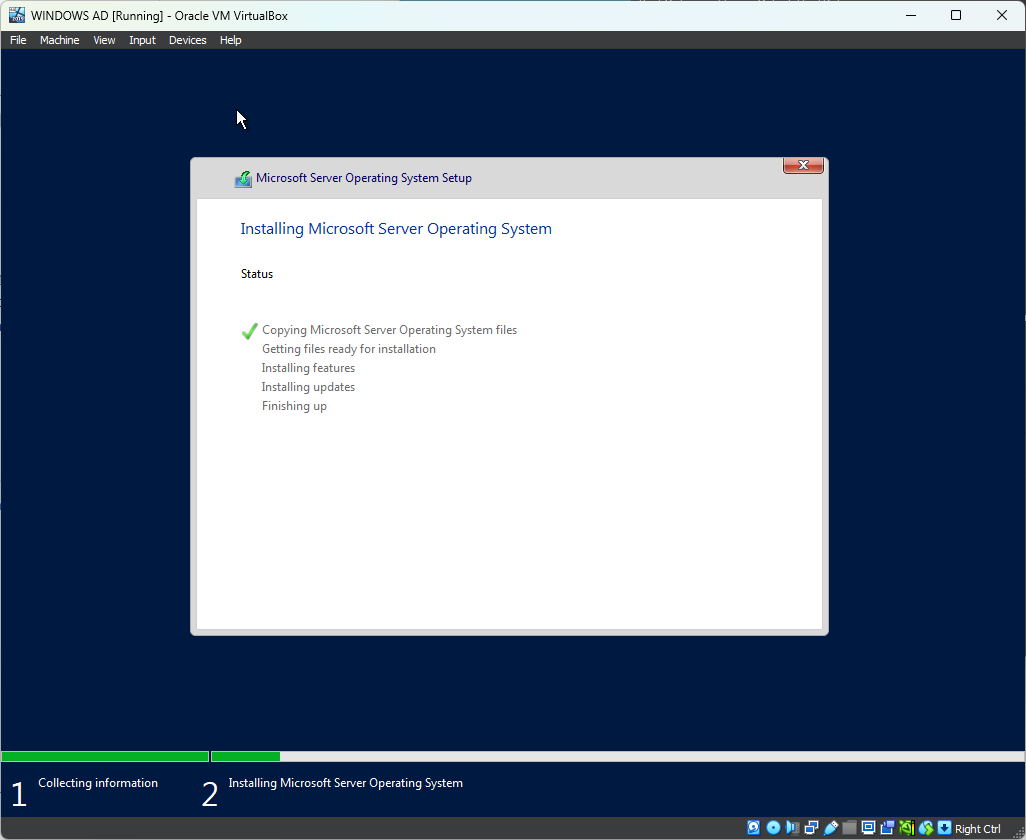 WINDOWS AD [Running] - Oracle VM VirtualBox
File Machine View Input Devices Help
Microsoft Server Operating System Setup
Installing Microsoft Server Operating System
Status
Copying Microsoft Server Operating System files
Getting files ready for installation
Installing features
Installing updates
Finishing up
1 Collecting information
2 Installing Microsoft Server Operating System
Right Ctrl